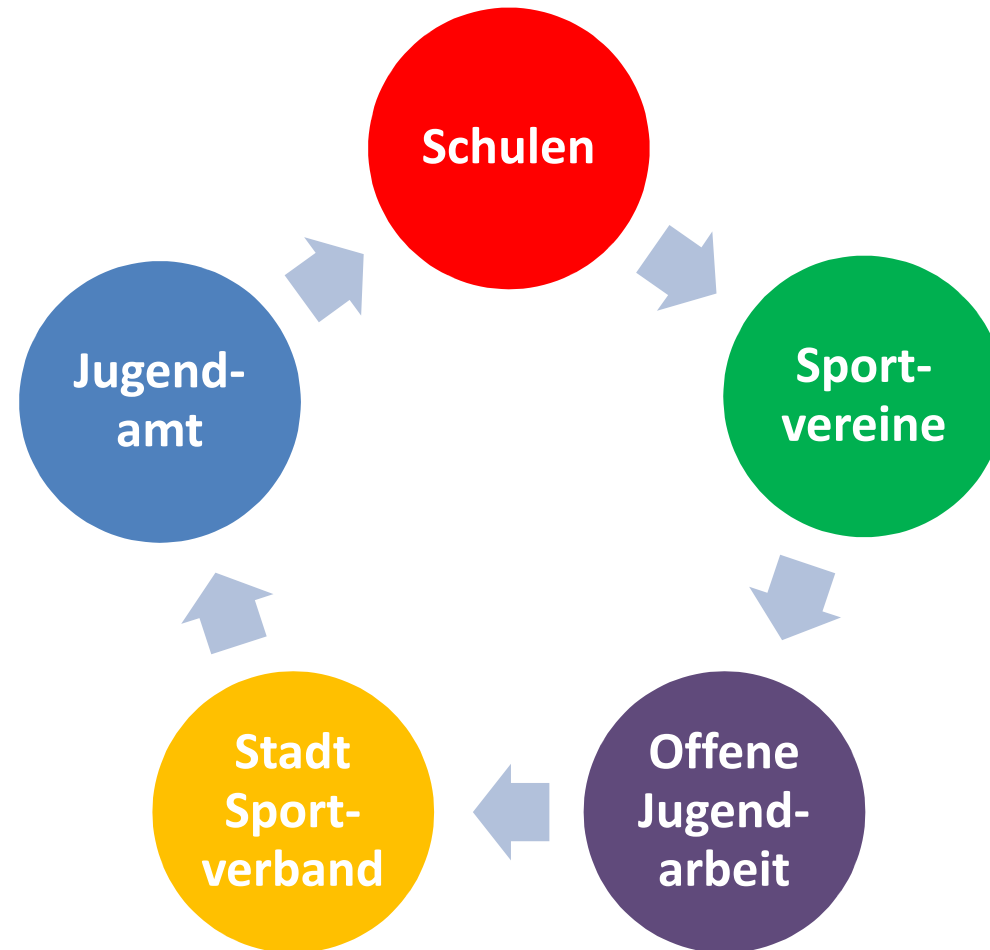 Schulen
Sport-
vereine
Offene
Jugend-
arbeit
Stadt
Sport-
verband
Jugend-
amt